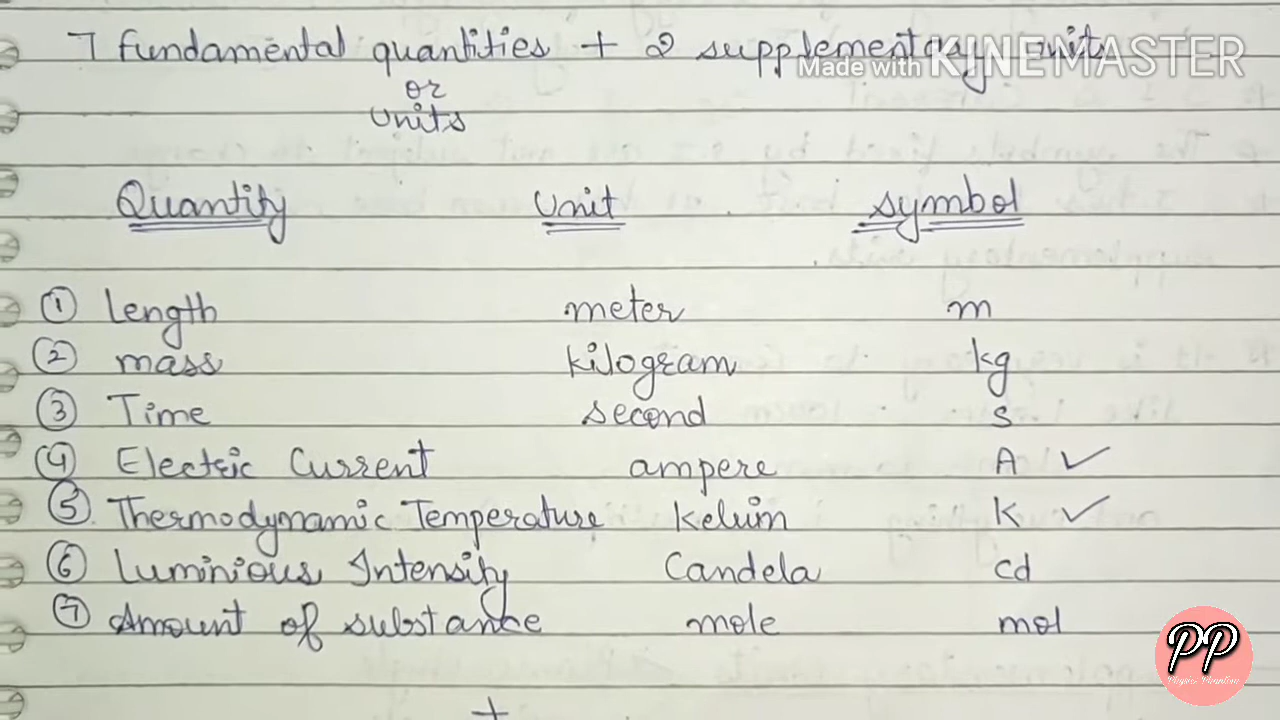 7 fundamental quantities + 2 supplementary units
or
units
Made with KINEMASTER
Quantity Unit Symbol
① Length meter m
② mass kilogram kg
③ Time second s
④ Electric Current ampere A ✓
⑤ Thermodynamic Temperature Kelvin K ✓
⑥ Luminious Intensity Candela cd
⑦ Amount of substance mole mol
+
PP